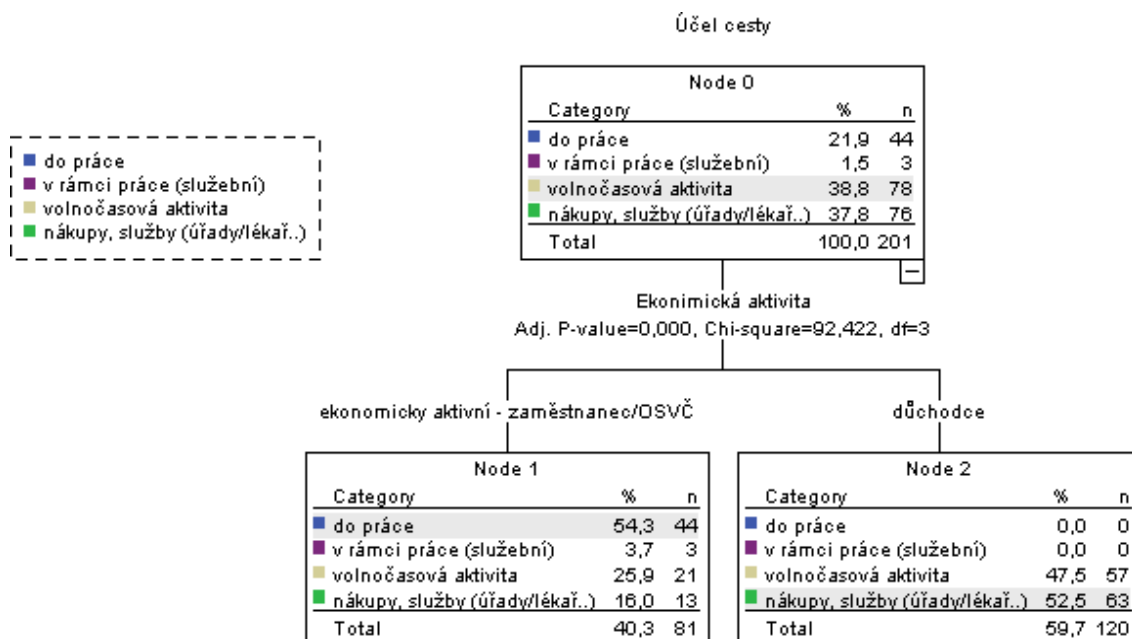 Účel cesty
Node 0
Category % n
do práce 21,9 44
v rámci práce (služební) 1,5 3
volnočasová aktivita 38,8 78
nákupy, služby (úřady/lékař..) 37,8 76
Total 100,0 201
do práce
v rámci práce (služební)
volnočasová aktivita
nákupy, služby (úřady/lékař..)
Ekonimická aktivita
Adj. P-value=0,000, Chi-square=92,422, df=3
ekonomicky aktivní - zaměstnanec/OSVČ
důchodce
Node 1
Category % n
do práce 54,3 44
v rámci práce (služební) 3,7 3
volnočasová aktivita 25,9 21
nákupy, služby (úřady/lékař..) 16,0 13
Total 40,3 81
Node 2
Category % n
do práce 0,0 0
v rámci práce (služební) 0,0 0
volnočasová aktivita 47,5 57
nákupy, služby (úřady/lékař..) 52,5 63
Total 59,7 120